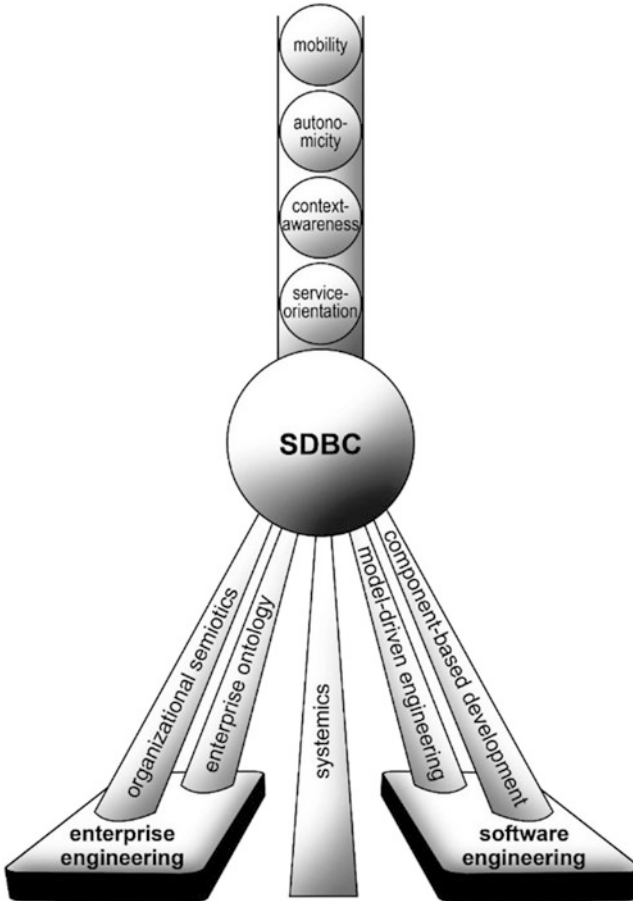 mobility
autono-
micity
context-
awareness
service-
orientation
SDBC
organizational semiotics
enterprise ontology
systemics
model-driven engineering
component-based development
enterprise
engineering
software
engineering